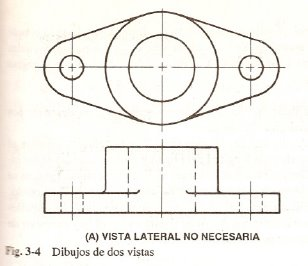 (A) VISTA LATERAL NO NECESARIA
Fig. 3-4 Dibujos de dos vistas